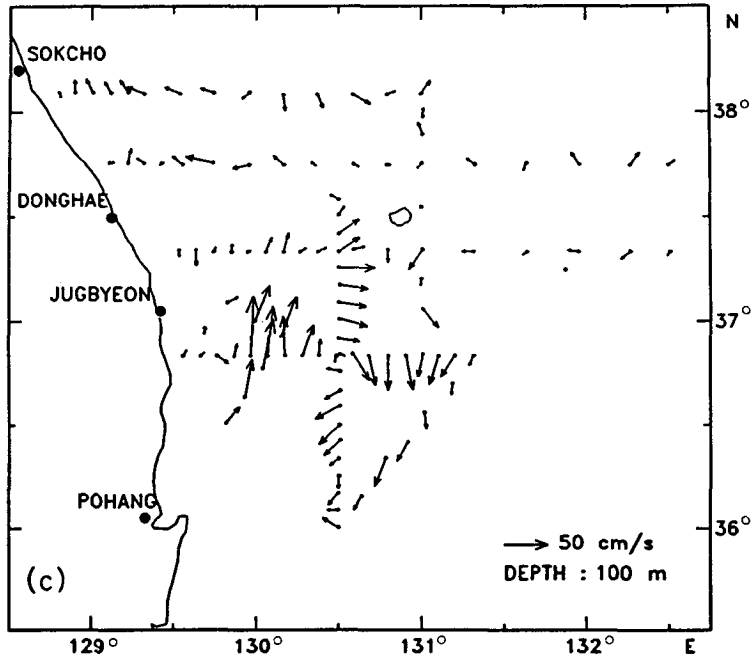 N
SOKCHO
38°
DONGHAE
JUGBYEON
37°
POHANG
36°
50 cm/s
(c)
DEPTH : 100 m
129° 130° 131° 132° E